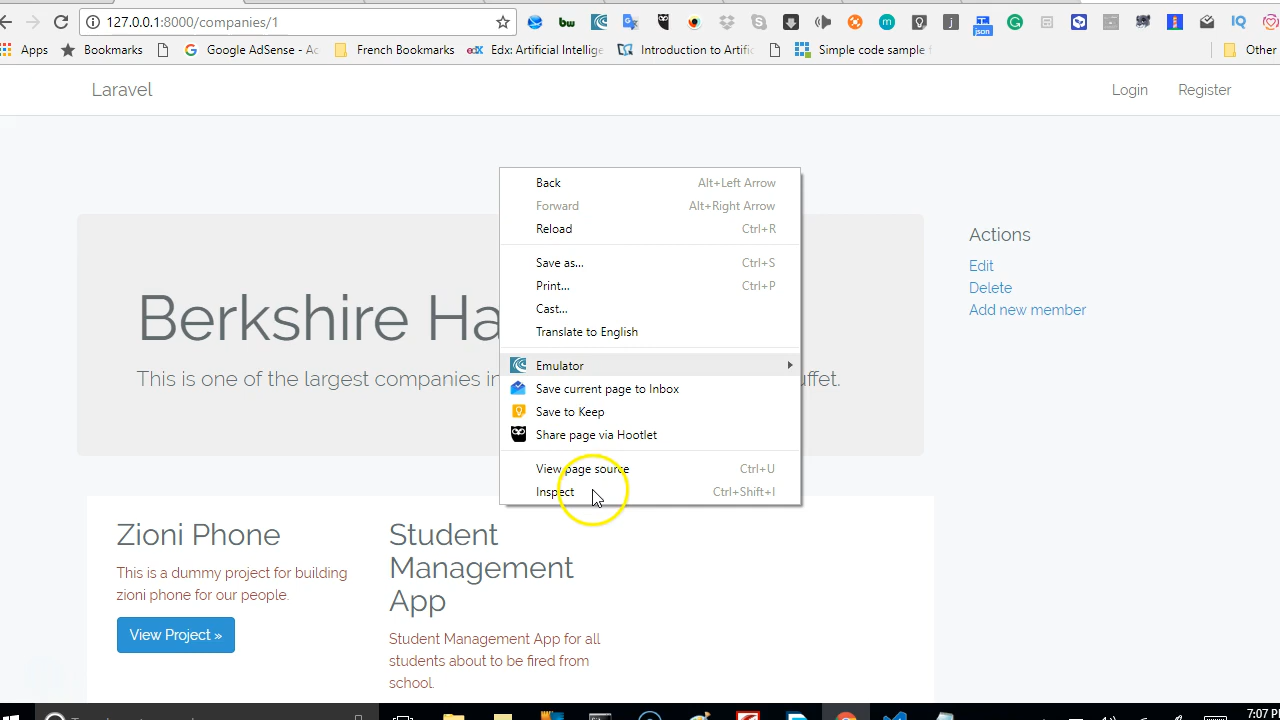 127.0.0.1:8000/companies/1
bw
j
json
IQ
Apps
Bookmarks
Google AdSense - Ac
French Bookmarks
edX
Edx: Artificial Intellige
Introduction to Artific
Simple code sample
Other
Laravel
Login
Register
Back Alt+Left Arrow
Forward Alt+Right Arrow
Reload Ctrl+R
Save as... Ctrl+S
Print... Ctrl+P
Cast...
Translate to English
Emulator
Save current page to Inbox
Save to Keep
Share page via Hootlet
View page source Ctrl+U
Inspect Ctrl+Shift+I
Berkshire Ha
This is one of the largest companies in
uffet.
Actions
Edit
Delete
Add new member
Zioni Phone
This is a dummy project for building
zioni phone for our people.
View Project »
Student
Management
App
Student Management App for all
students about to be fired from
school.
7:07 P